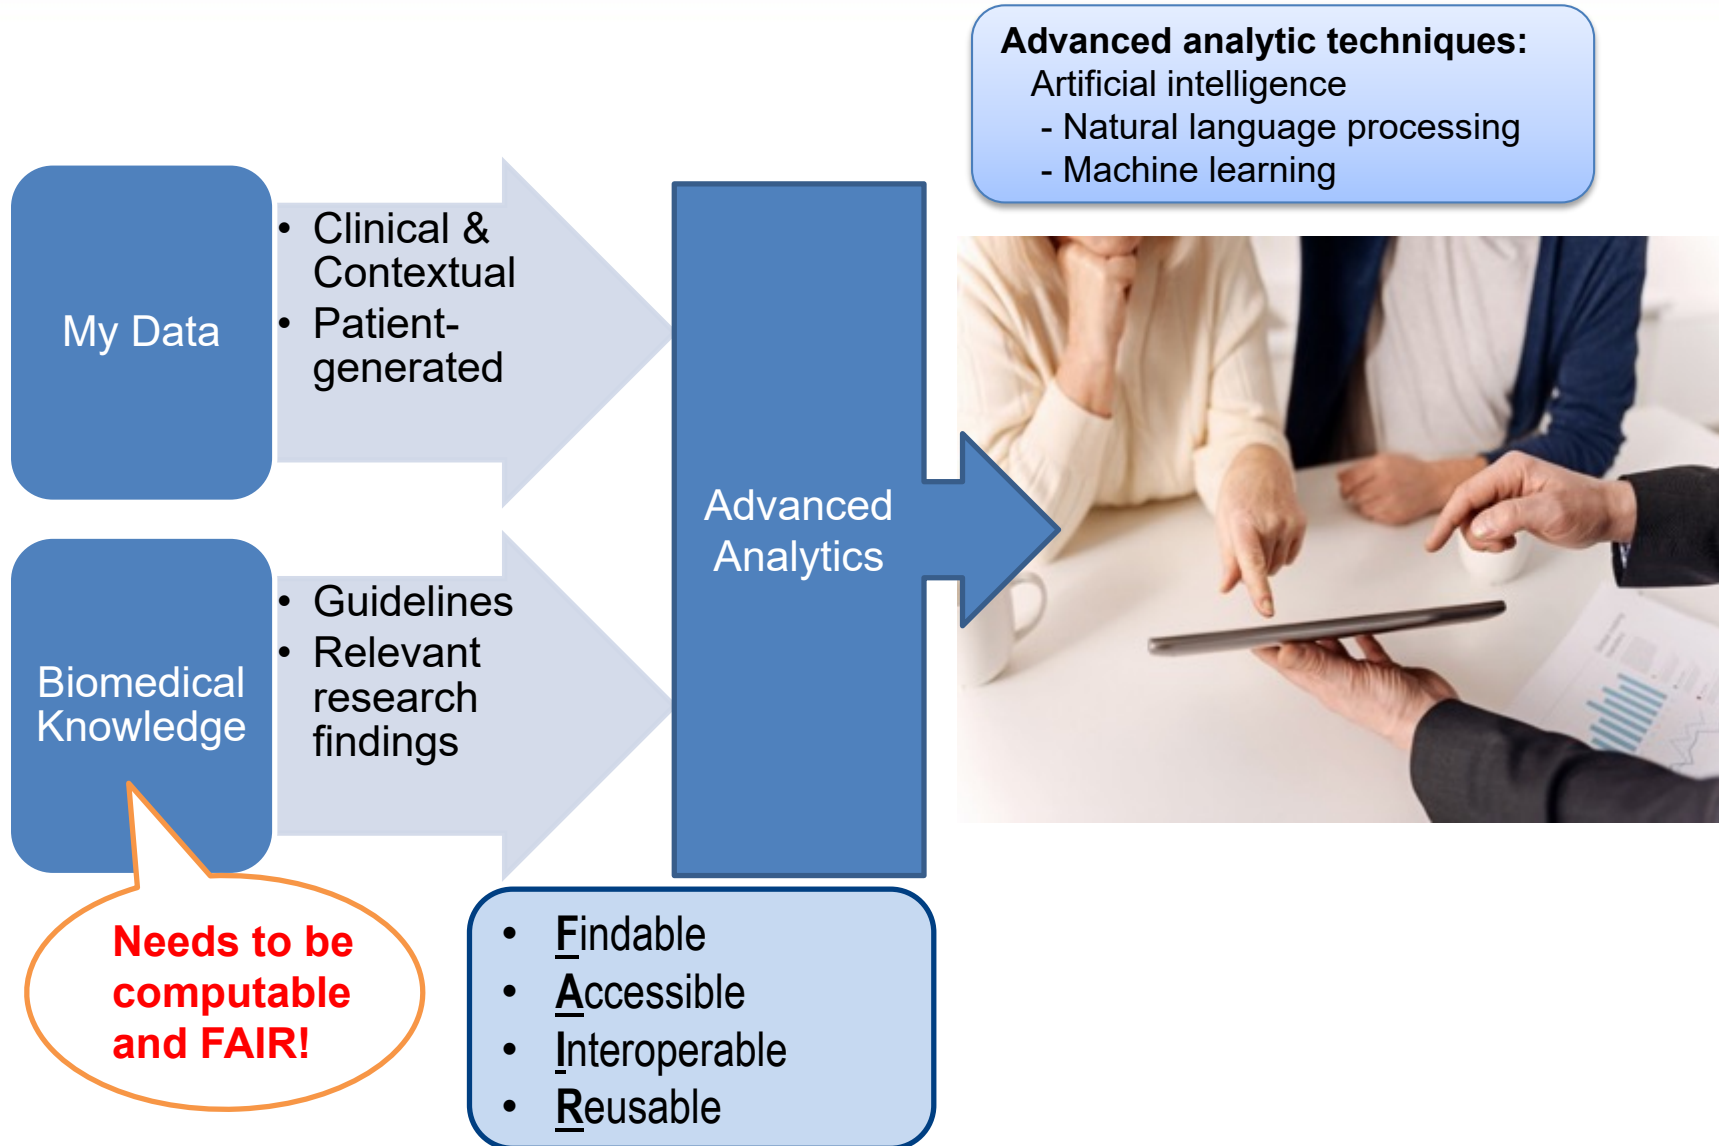 Advanced analytic techniques:
Artificial intelligence
- Natural language processing
- Machine learning
My Data
• Clinical &
Contextual
• Patient-
generated
Biomedical
Knowledge
• Guidelines
• Relevant
research
findings
Advanced
Analytics
Needs to be
computable
and FAIR!
• Findable
• Accessible
• Interoperable
• Reusable